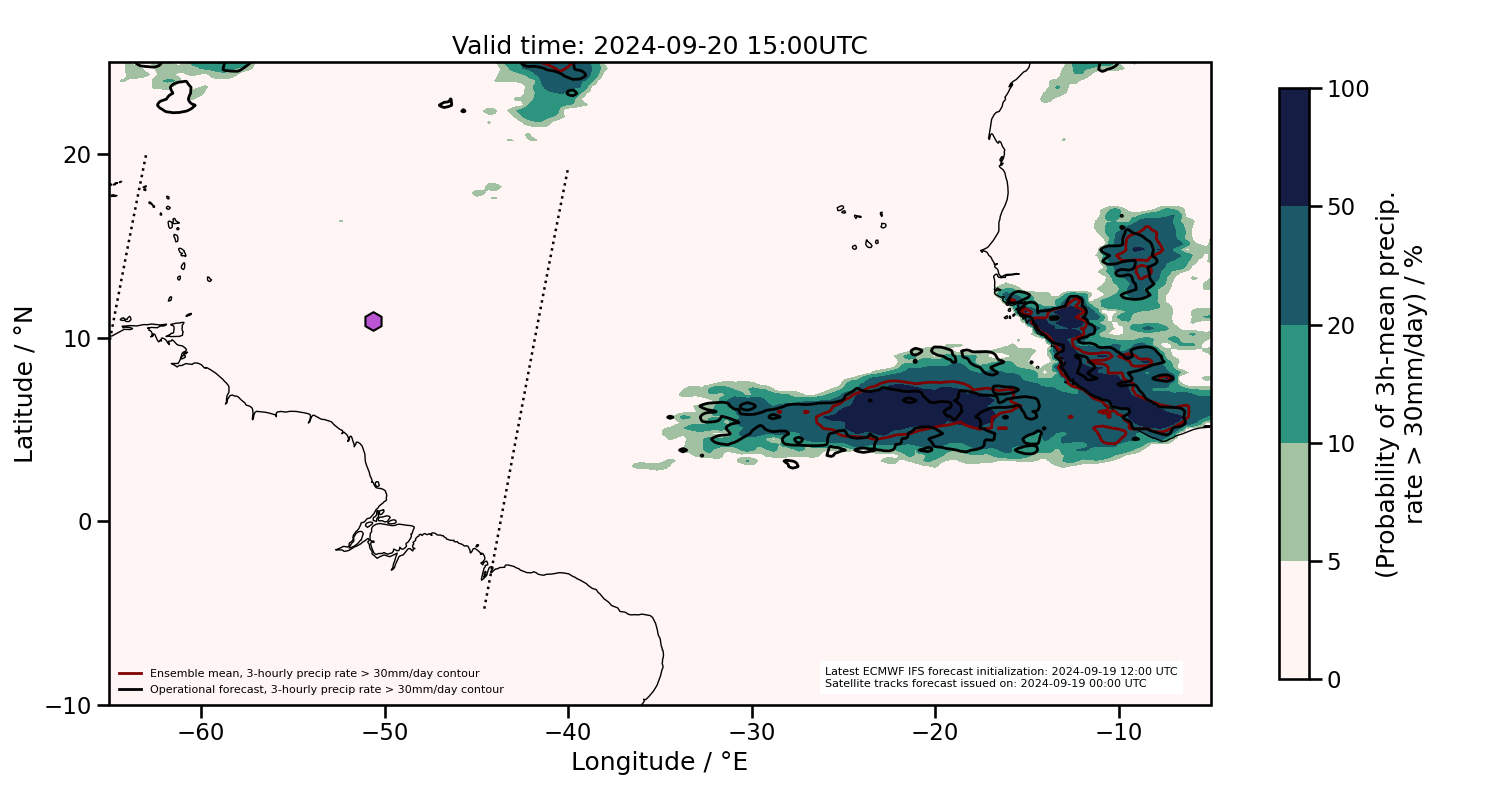 Valid time: 2024-09-20 15:00UTC
Latitude / °N
20
10
0
−10
−60
−50
−40
−30
−20
−10
Longitude / °E
Ensemble mean, 3-hourly precip rate > 30mm/day contour
Operational forecast, 3-hourly precip rate > 30mm/day contour
Latest ECMWF IFS forecast initialization: 2024-09-19 12:00 UTC
Satellite tracks forecast issued on: 2024-09-19 00:00 UTC
100
50
20
10
5
0
(Probability of 3h-mean precip.
rate > 30mm/day) / %